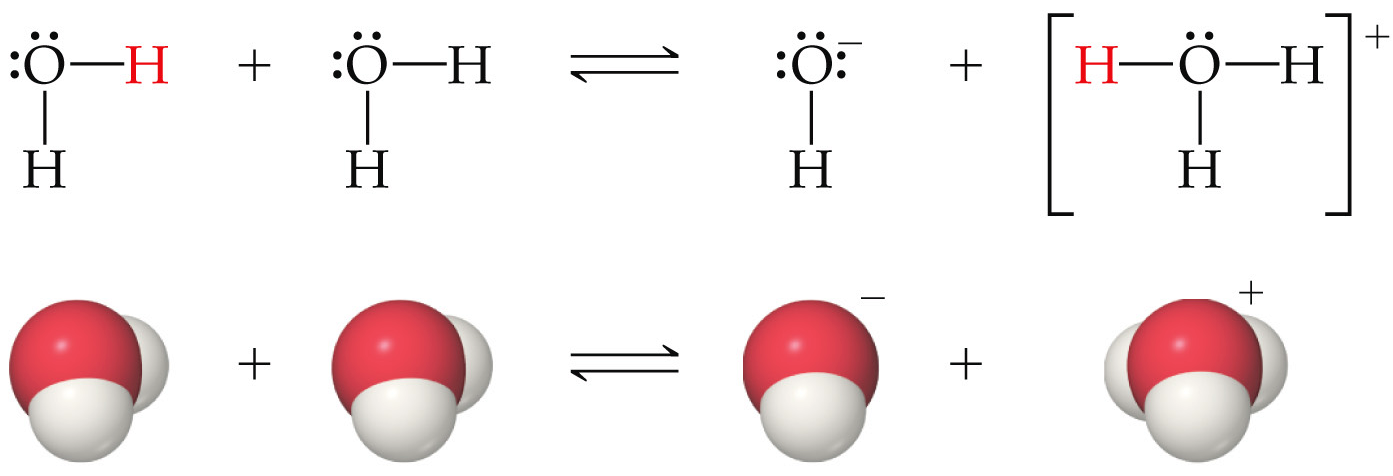 :Ö—H + :Ö—H ⇌ :Ö:⁻ + [H—Ö—H]⁺
H H H H
+ ⇌ ⁻ + ⁺